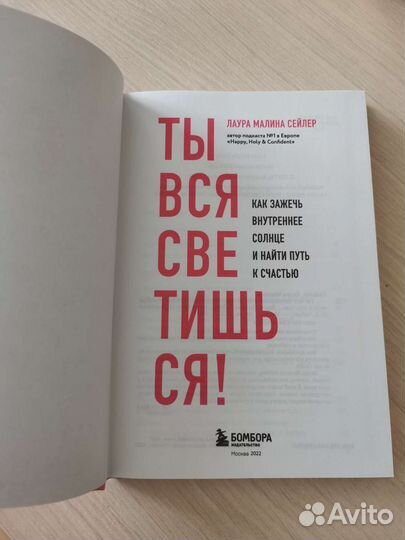 ЛАУРА МАЛИНА СЕЙЛЕР
автор подкаста №1 в Европе
«Happy, Holy & Confident»
ТЫ
ВСЯ
СВЕ
ТИШЬ
СЯ!
КАК ЗАЖЕЧЬ
ВНУТРЕННЕЕ
СОЛНЦЕ
И НАЙТИ ПУТЬ
К СЧАСТЬЮ
БОМБОРА
ИЗДАТЕЛЬСТВО
Москва 2022
Avito